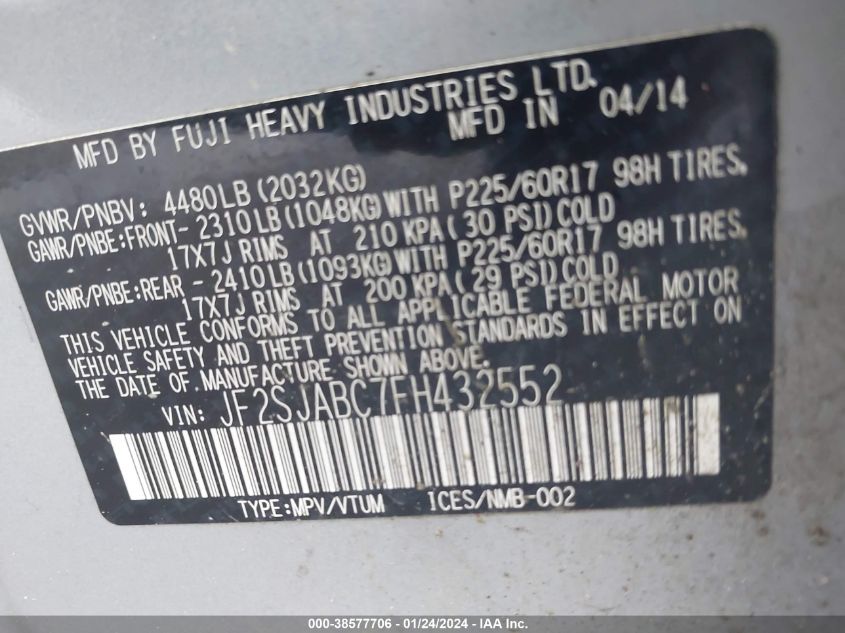 MFD BY FUJI HEAVY INDUSTRIES LTD.
MFD IN 04/14
GVWR/PNBV: 4480LB(2032KG)
GAWR/PNBE:FRONT-2310LB(1048KG)WITH P225/60R17 98H TIRES.
17X7J RIMS AT 210 KPA(30 PSI)COLD
GAWR/PNBE:REAR -2410LB(1093KG)WITH P225/60R17 98H TIRES.
17X7J RIMS AT 200 KPA(29 PSI)COLD
THIS VEHICLE CONFORMS TO ALL APPLICABLE FEDERAL MOTOR
VEHICLE SAFETY AND THEFT PREVENTION STANDARDS IN EFFECT ON
THE DATE OF MANUFACTURE SHOWN ABOVE.
VIN: JF2SJABC7FH432552
TYPE:MPV/VTUM ICES/NMB-002
000-38577706 - 01/24/2024 - IAA Inc.